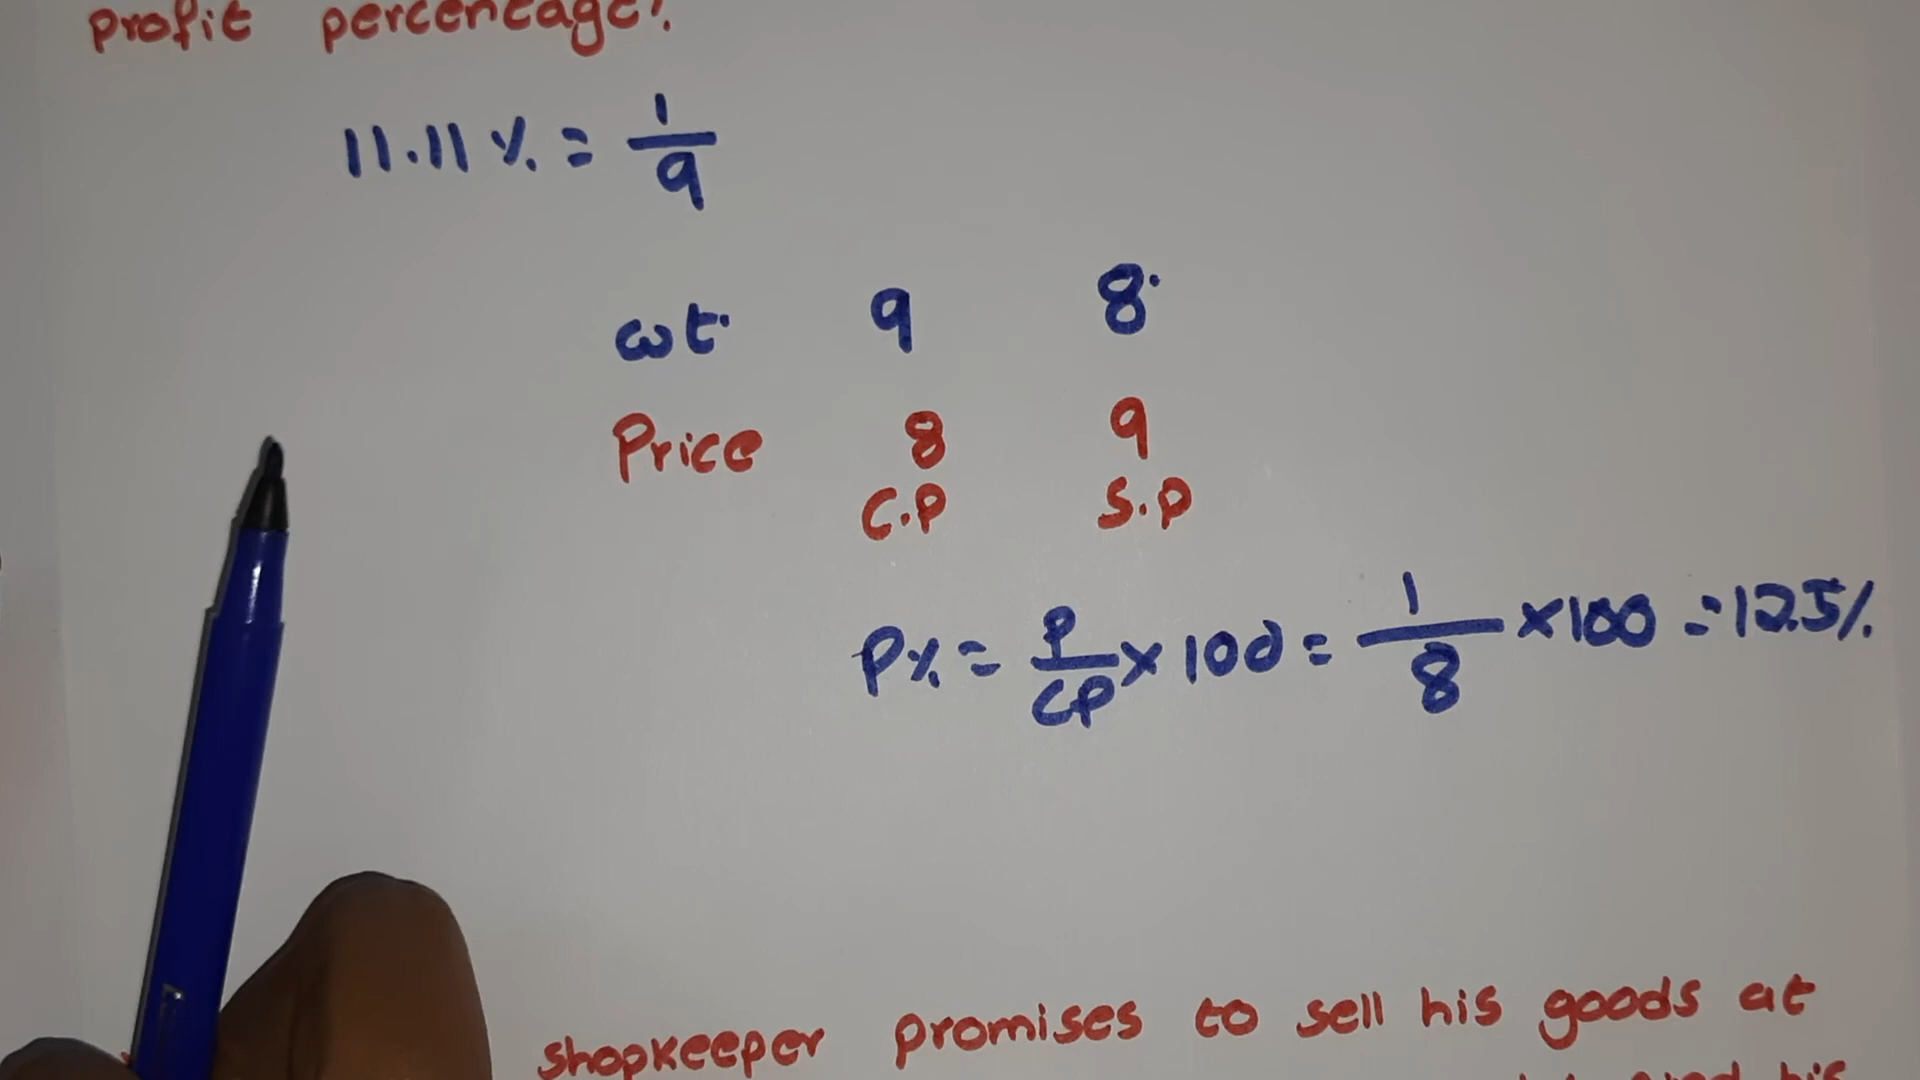 profit percentage?
11.11 % = 1/9
wt. 9 8.
Price 8 9
C.P S.P
P% = P/CP x 100 = 1/8 x 100 = 12.5%
shopkeeper promises to sell his goods at
his